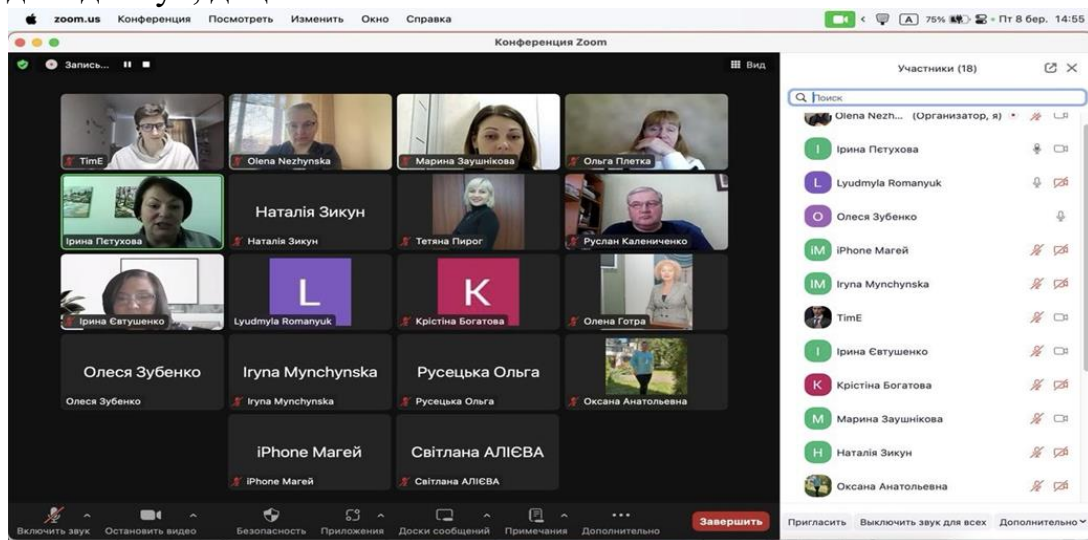 zoom.us Конференция Посмотреть Изменить Окно Справка
A 75% Пт 8 бер. 14:55
Конференция Zoom
Запись...
Вид
TimE
Olena Nezhynska
Марина Заушнікова
Ольга Плетка
Ірина Пєтухова
Наталія Зикун
Наталія Зикун
Тетяна Пирог
Руслан Калениченко
Ірина Євтушенко
L
Lyudmyla Romanyuk
K
Крістіна Богатова
Олена Готра
Олеся Зубенко
Олеся Зубенко
Iryna Mynchynska
Iryna Mynchynska
Русецька Ольга
Русецька Ольга
Оксана Анатольевна
iPhone Магей
iPhone Магей
Світлана АЛІЄВА
Світлана АЛІЄВА
Включить звук Остановить видео Безопасность Приложения Доски сообщений Примечания Дополнительно Завершить
Участники (18)
Поиск
Olena Nezh... (Организатор, я)
І Ірина Пєтухова
L Lyudmyla Romanyuk
О Олеся Зубенко
IM iPhone Магей
IM Iryna Mynchynska
TimE
І Ірина Євтушенко
К Крістіна Богатова
М Марина Заушнікова
Н Наталія Зикун
Оксана Анатольевна
Пригласить Выключить звук для всех Дополнительно